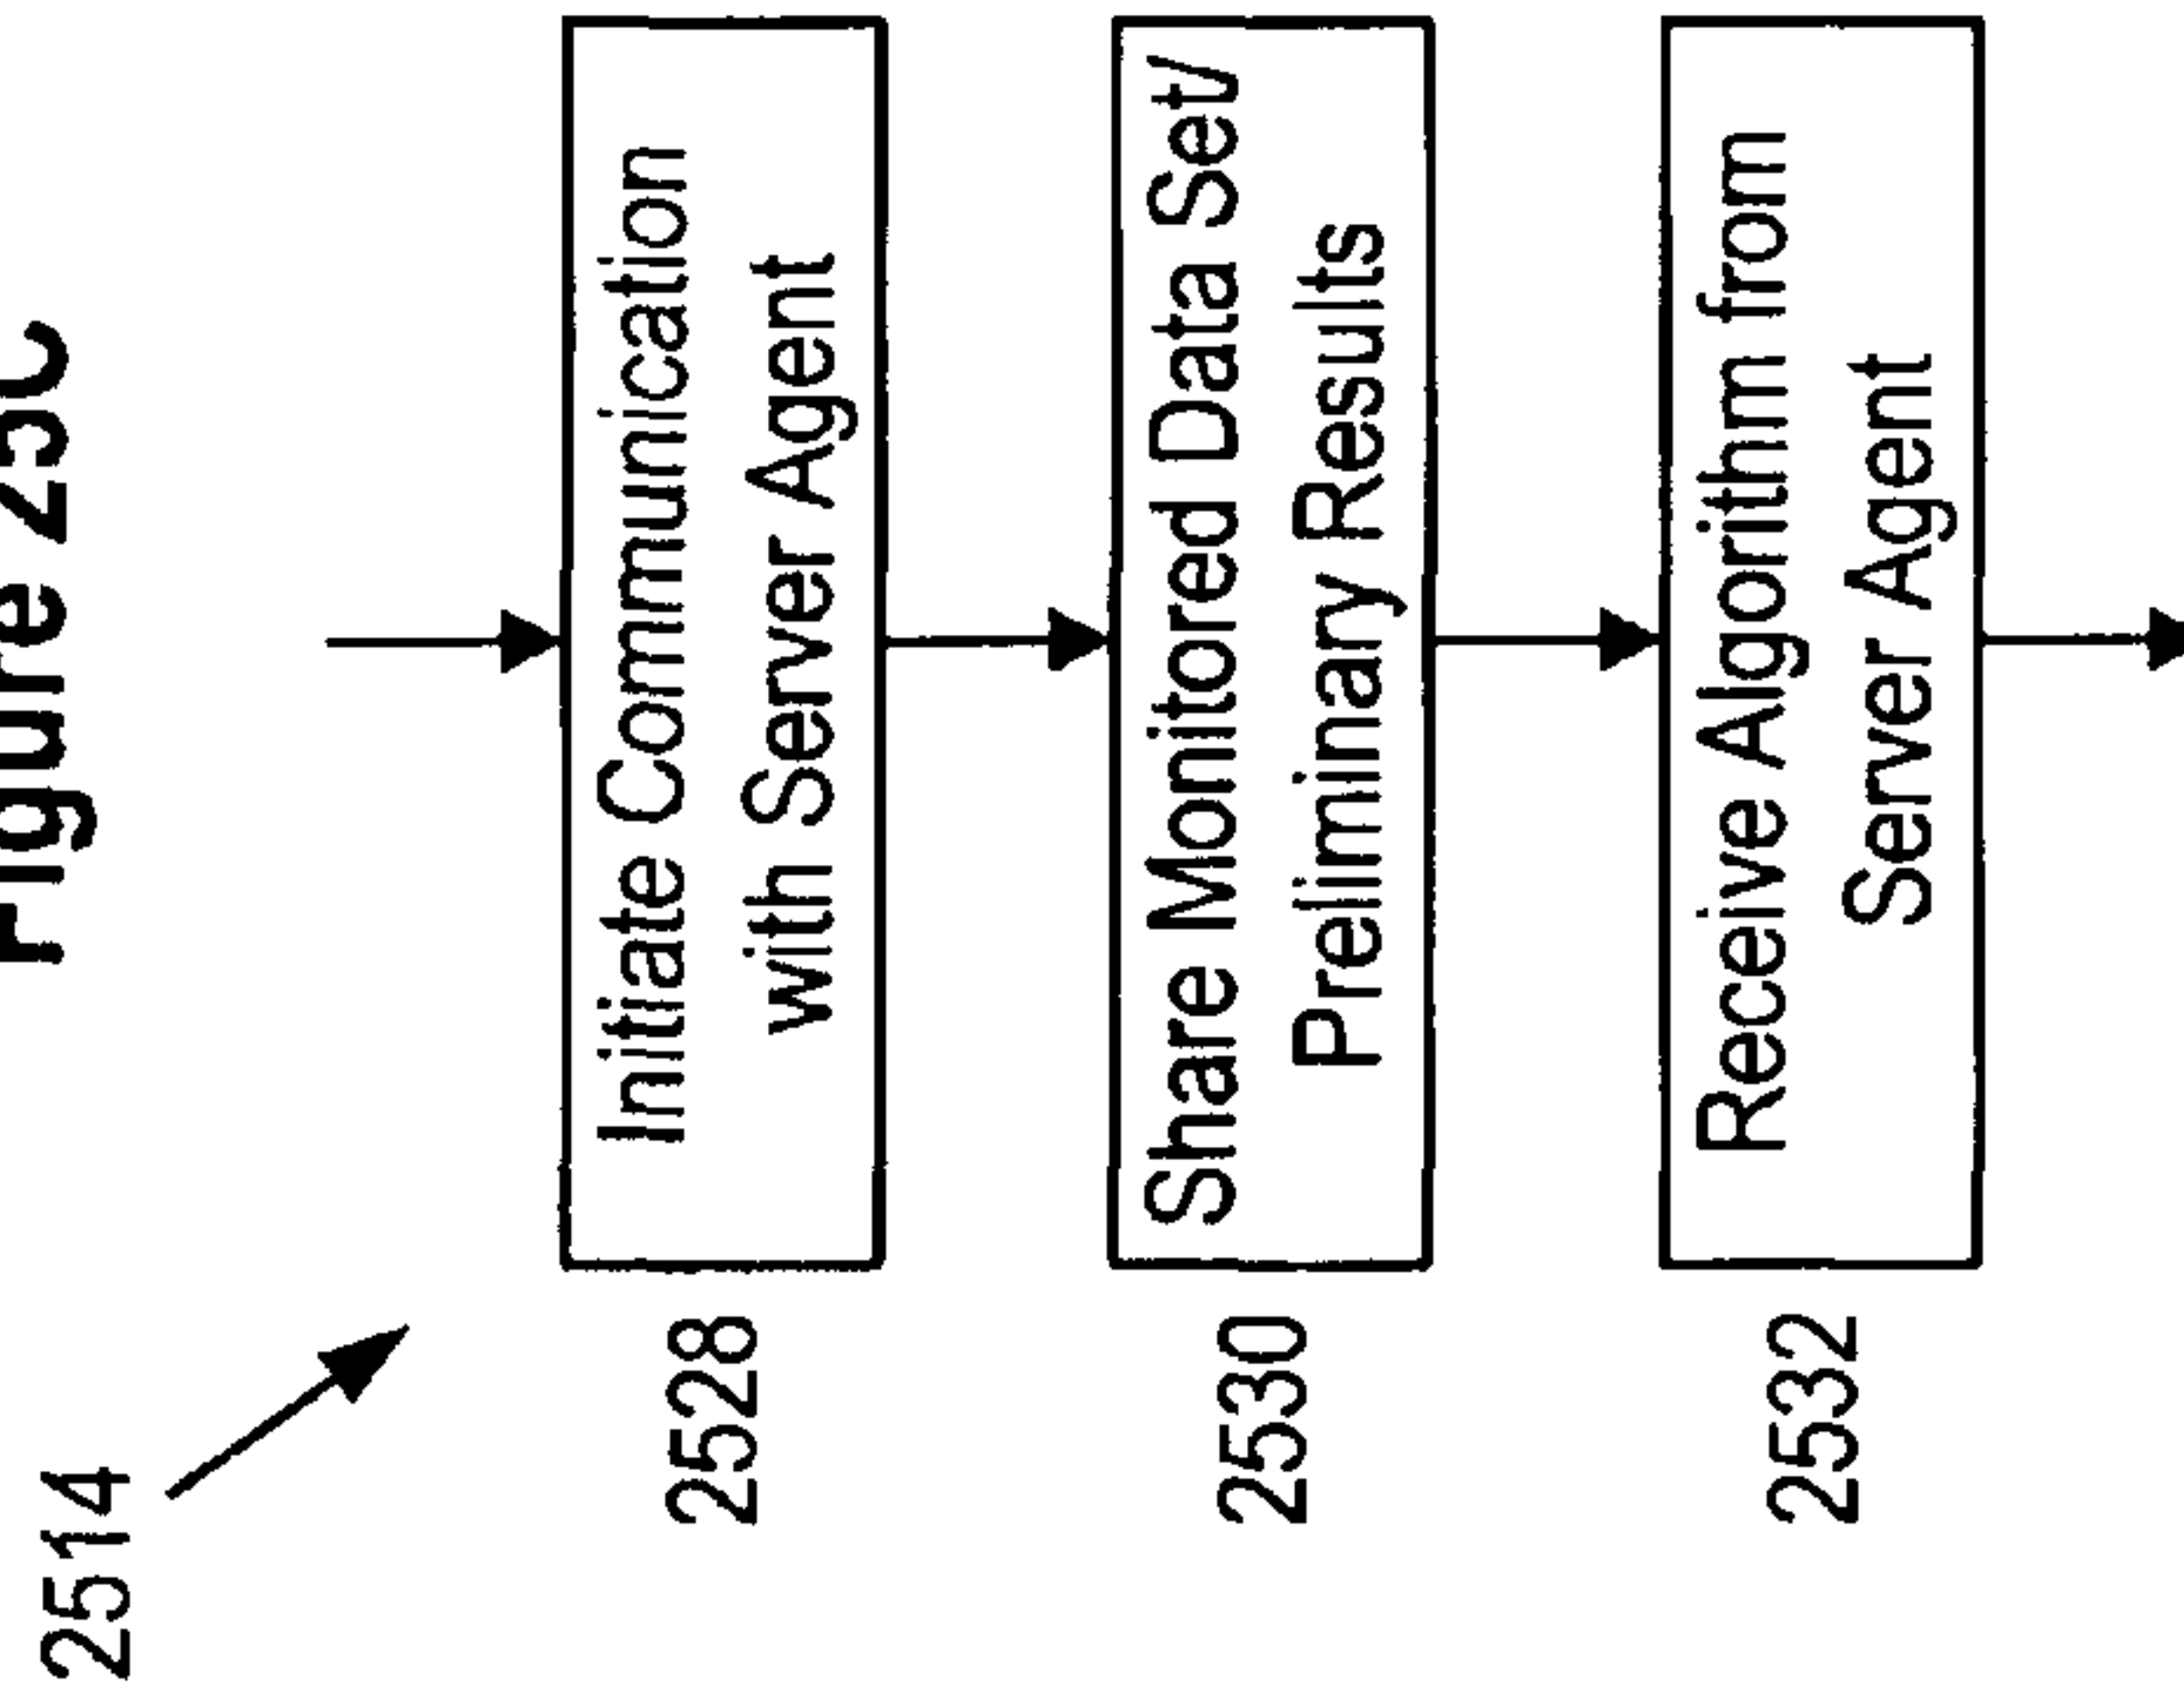 Figure 25C
2514
Initiate Communication
with Server Agent
2528
Share Monitored Data Set/
Preliminary Results
2530
Receive Algorithm from
Server Agent
2532